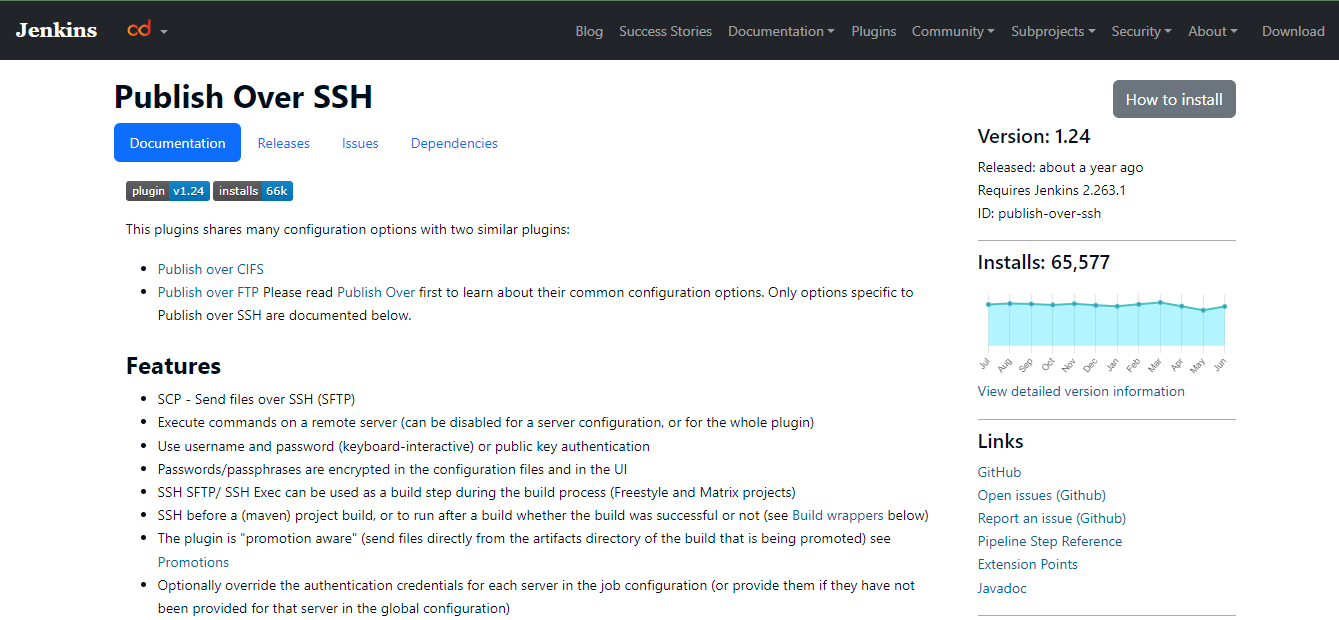 Jenkins cd Blog Success Stories Documentation Plugins Community Subprojects Security About Download
Publish Over SSH
How to install
Documentation Releases Issues Dependencies
plugin v1.24 installs 66k
This plugins shares many configuration options with two similar plugins:
Publish over CIFS
Publish over FTP Please read Publish Over first to learn about their common configuration options. Only options specific to
Publish over SSH are documented below.
Features
SCP - Send files over SSH (SFTP)
Execute commands on a remote server (can be disabled for a server configuration, or for the whole plugin)
Use username and password (keyboard-interactive) or public key authentication
Passwords/passphrases are encrypted in the configuration files and in the UI
SSH SFTP/ SSH Exec can be used as a build step during the build process (Freestyle and Matrix projects)
SSH before a (maven) project build, or to run after a build whether the build was successful or not (see Build wrappers below)
The plugin is "promotion aware" (send files directly from the artifacts directory of the build that is being promoted) see
Promotions
Optionally override the authentication credentials for each server in the job configuration (or provide them if they have not
been provided for that server in the global configuration)
Version: 1.24
Released: about a year ago
Requires Jenkins 2.263.1
ID: publish-over-ssh
Installs: 65,577
Jul Aug Sep Oct Nov Dec Jan Feb Mar Apr May Jun
View detailed version information
Links
GitHub
Open issues (Github)
Report an issue (Github)
Pipeline Step Reference
Extension Points
Javadoc